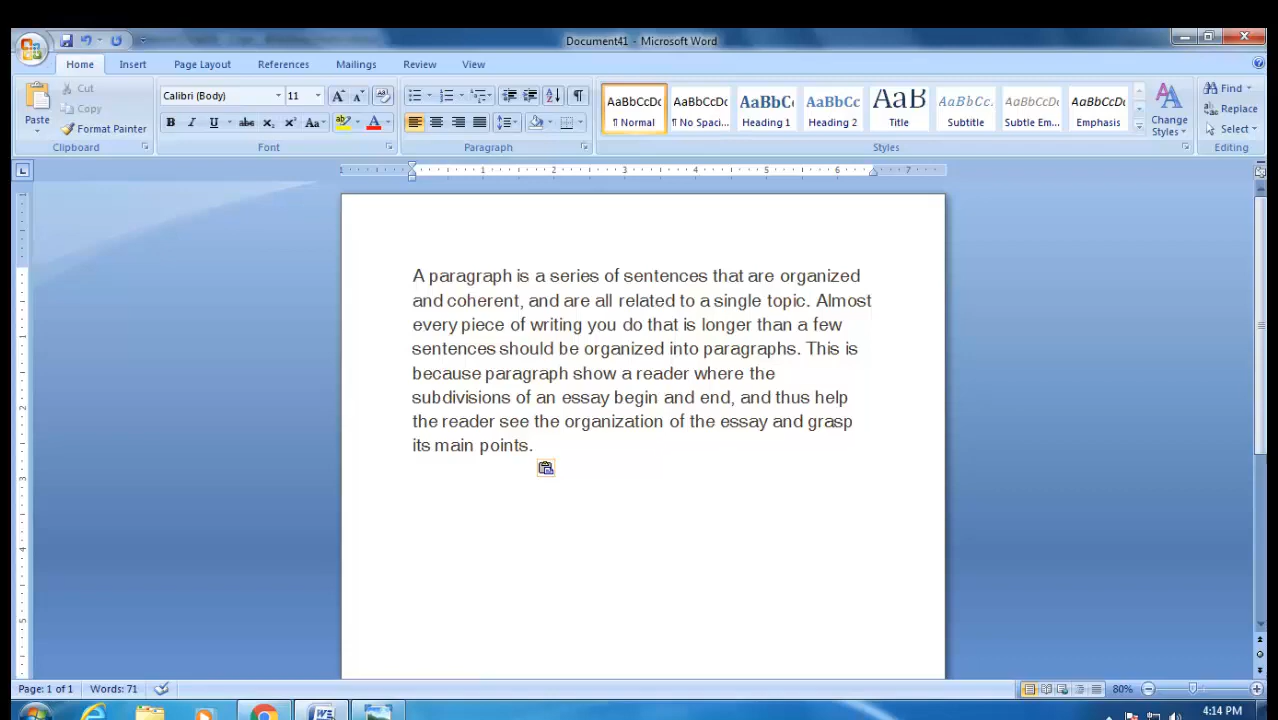 Document41 - Microsoft Word
Home Insert Page Layout References Mailings Review View
Cut
Copy
Format Painter
Paste
Clipboard
Calibri (Body) 11
Font
Paragraph
AaBbCcDc AaBbCcDc AaBbC AaBbCc AaB AaBbCc. AaBbCcDc AaBbCcDc
¶ Normal ¶ No Spaci... Heading 1 Heading 2 Title Subtitle Subtle Em... Emphasis
Change Styles
Styles
Find
Replace
Select
Editing
A paragraph is a series of sentences that are organized
and coherent, and are all related to a single topic. Almost
every piece of writing you do that is longer than a few
sentences should be organized into paragraphs. This is
because paragraph show a reader where the
subdivisions of an essay begin and end, and thus help
the reader see the organization of the essay and grasp
its main points.
Page: 1 of 1 Words: 71 80%
4:14 PM